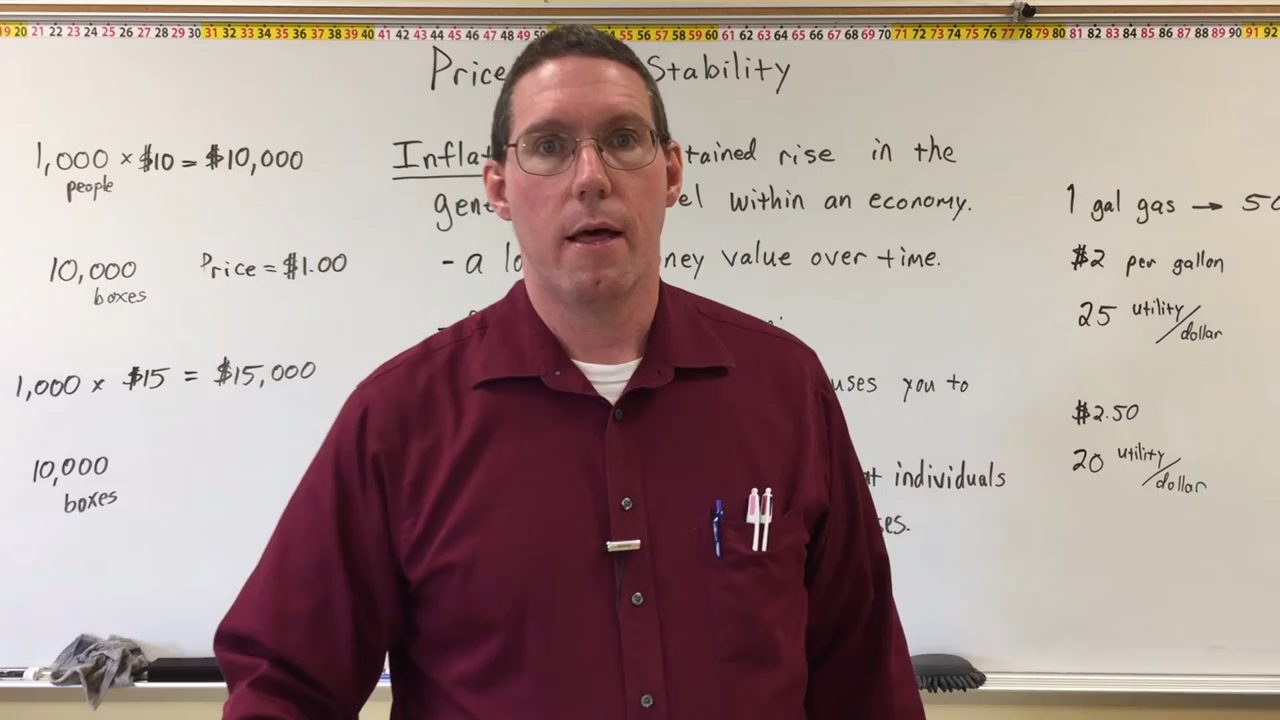 19 20 21 22 23 24 25 26 27 28 29 30 31 32 33 34 35 36 37 38 39 40 41 42 43 44 45 46 47 48 49 54 55 56 57 58 59 60 61 62 63 64 65 66 67 68 69 70 71 72 73 74 75 76 77 78 79 80 81 82 83 84 85 86 87 88 89 90 91 92
Price Stability
1,000 × $10 = $10,000
people
10,000 Price = $1.00
boxes
1,000 × $15 = $15,000
10,000
boxes
Inflat tained rise in the
gene el within an economy.
- a lo ney value over time.
uses you to
individuals
es.
1 gal gas → 50
$2 per gallon
25 utility/dollar
$2.50
20 utility/dollar